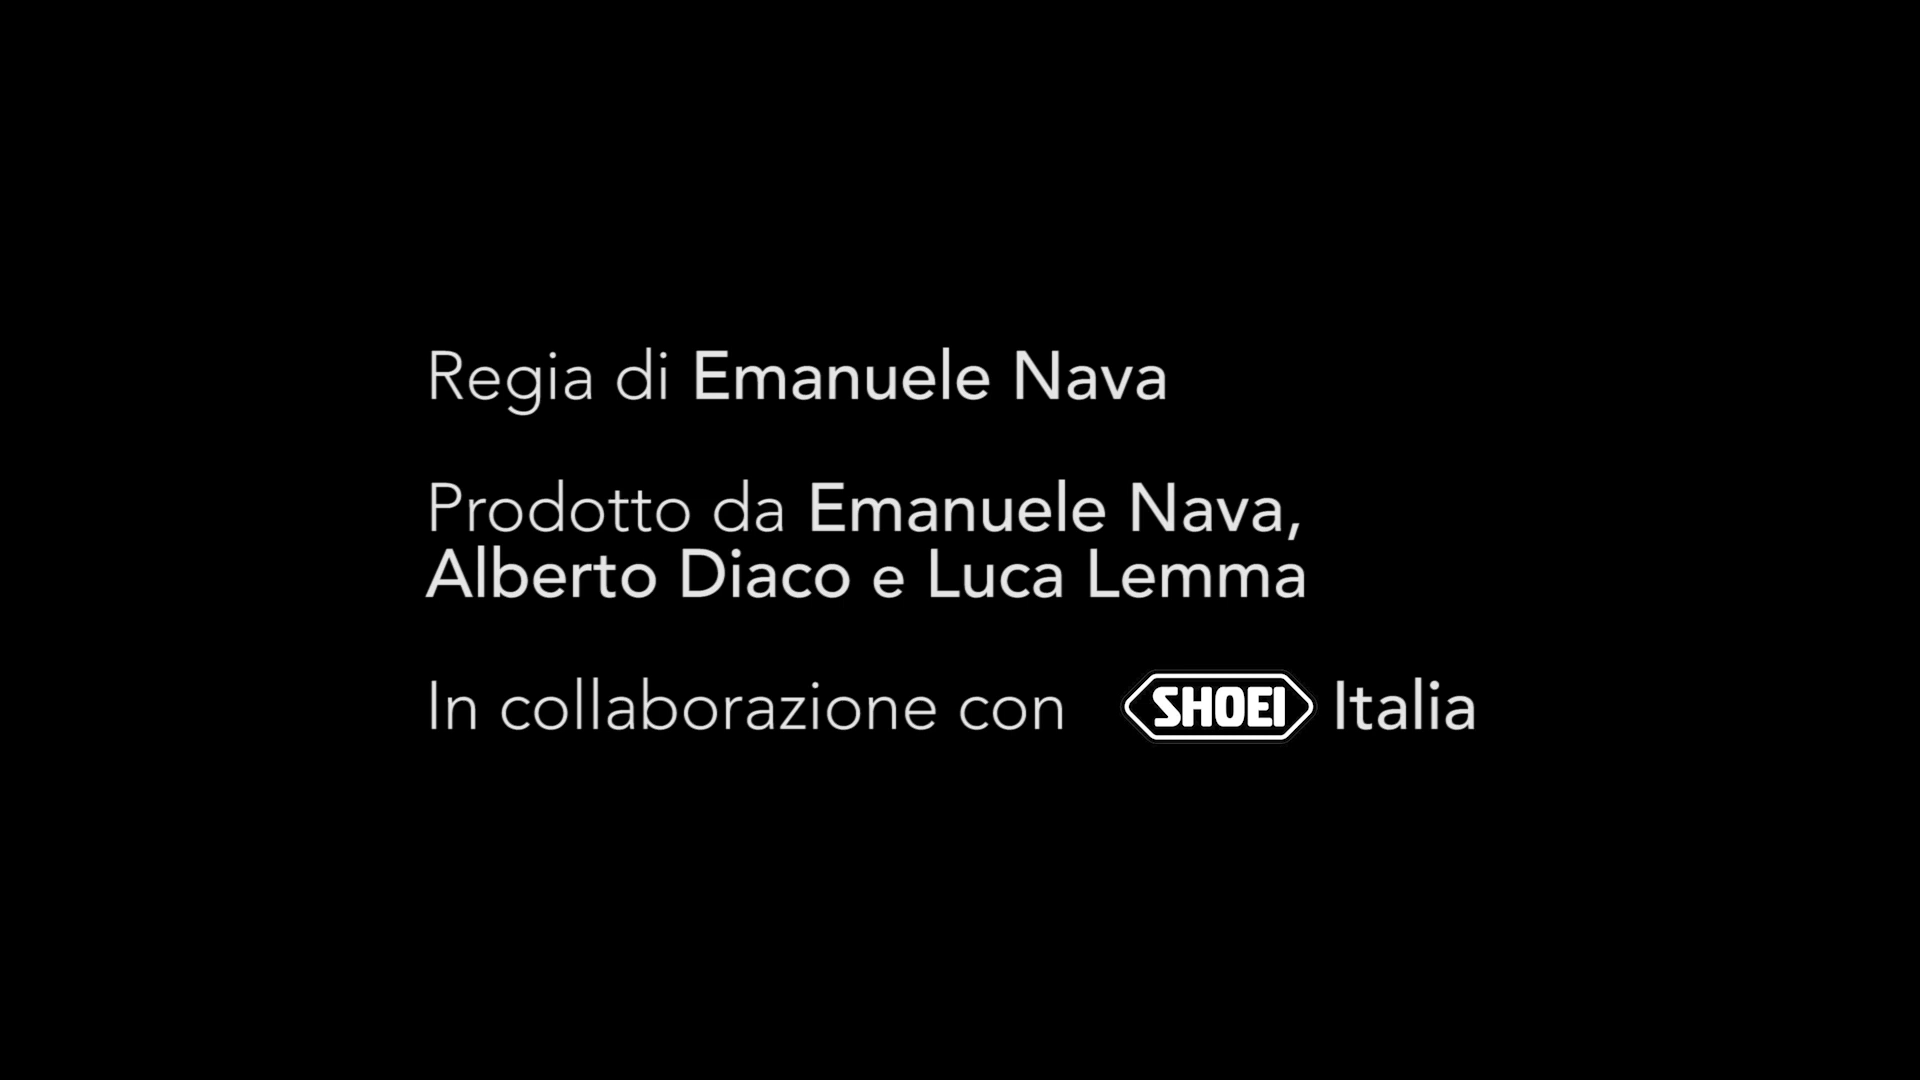 Regia di Emanuele Nava
Prodotto da Emanuele Nava,
Alberto Diaco e Luca Lemma
In collaborazione con SHOEI Italia